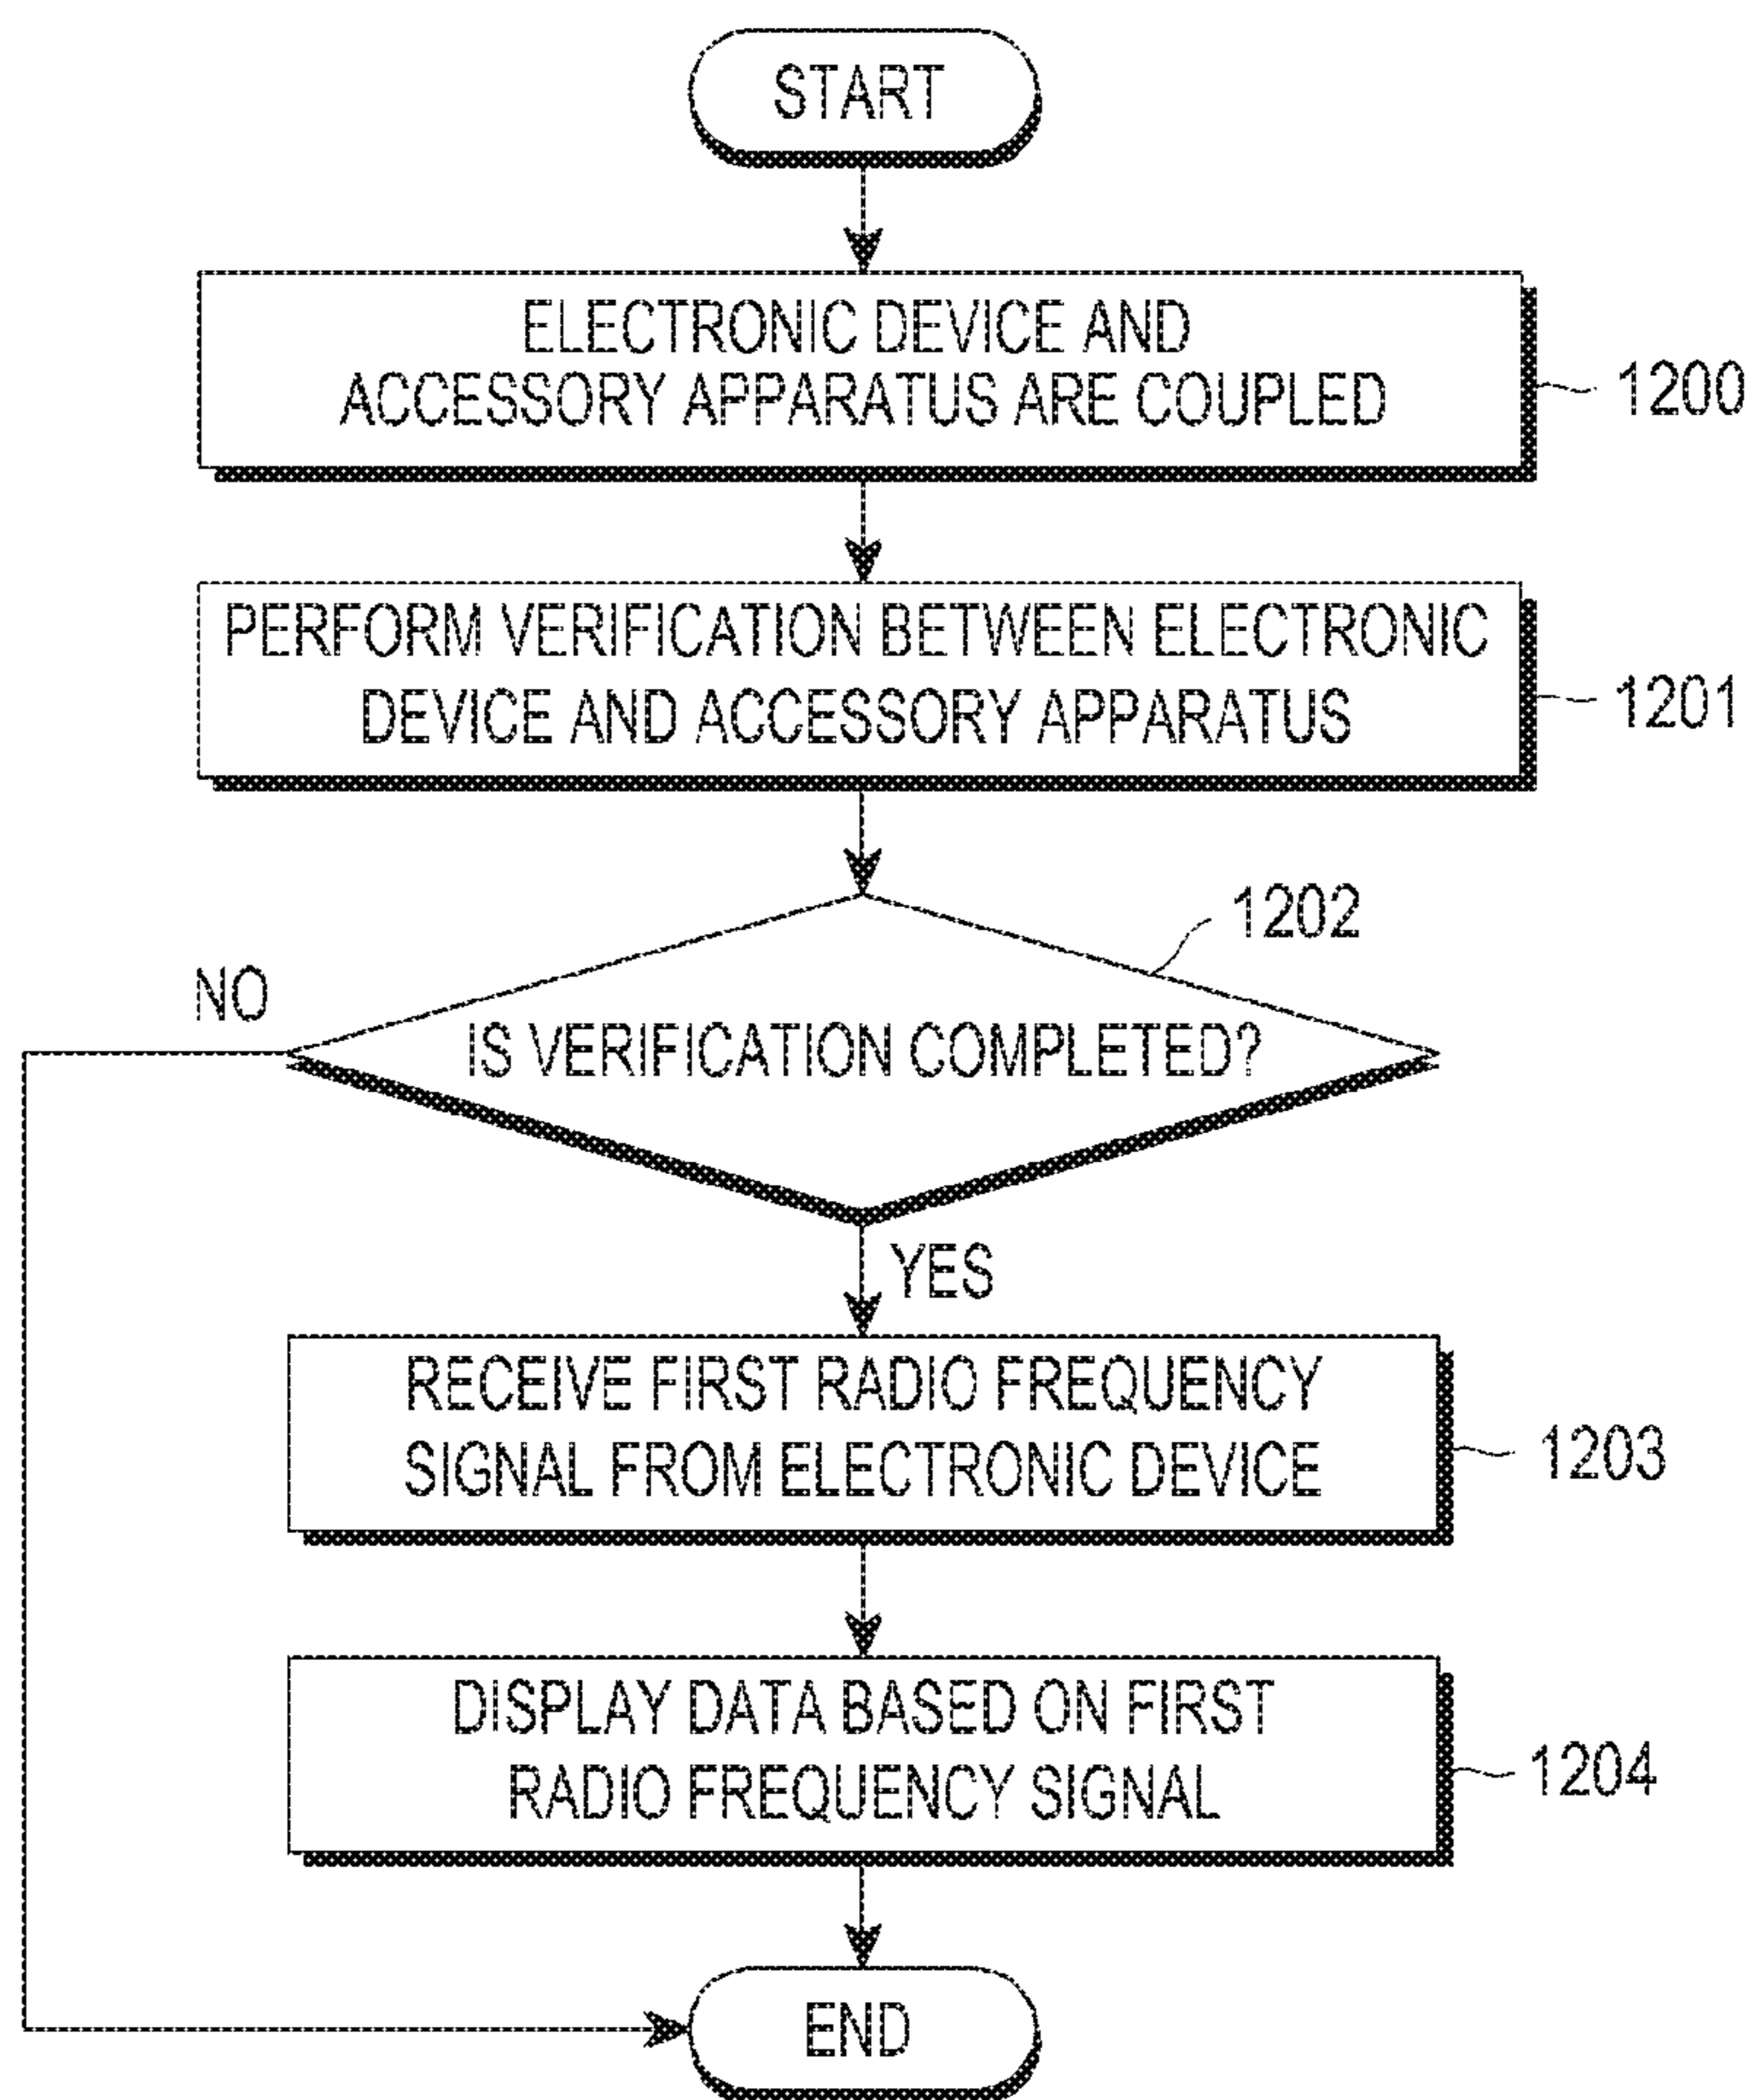 START
ELECTRONIC DEVICE AND
ACCESSORY APPARATUS ARE COUPLED
1200
PERFORM VERIFICATION BETWEEN ELECTRONIC
DEVICE AND ACCESSORY APPARATUS
1201
1202
NO
IS VERIFICATION COMPLETED?
YES
RECEIVE FIRST RADIO FREQUENCY
SIGNAL FROM ELECTRONIC DEVICE
1203
DISPLAY DATA BASED ON FIRST
RADIO FREQUENCY SIGNAL
1204
END